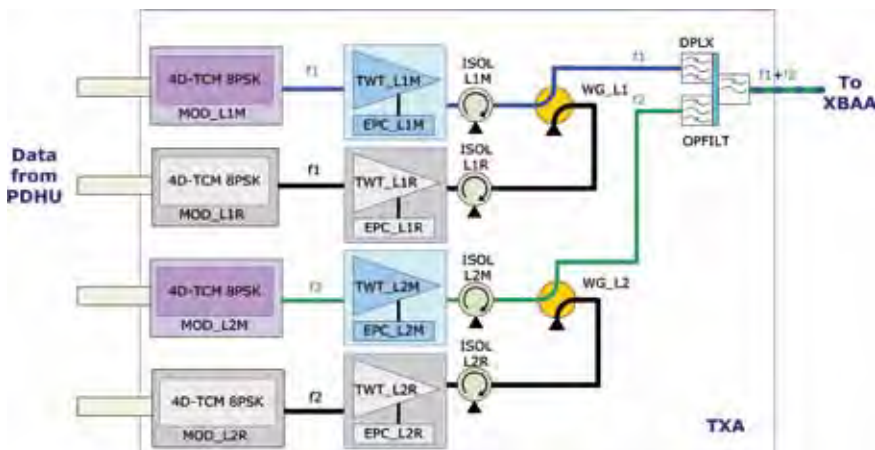 Data
from
PDHU
4D-TCM 8PSK
MOD_L1M
f1
TWT_L1M
EPC_L1M
ISOL
L1M
WG_L1
f1
DPLX
f2
OPFILT
f1+f2
To
XBAA
4D-TCM 8PSK
MOD_L1R
f1
TWT_L1R
EPC_L1R
ISOL
L1R
4D-TCM 8PSK
MOD_L2M
f2
TWT_L2M
EPC_L2M
ISOL
L2M
WG_L2
4D-TCM 8PSK
MOD_L2R
f2
TWT_L2R
EPC_L2R
ISOL
L2R
TXA